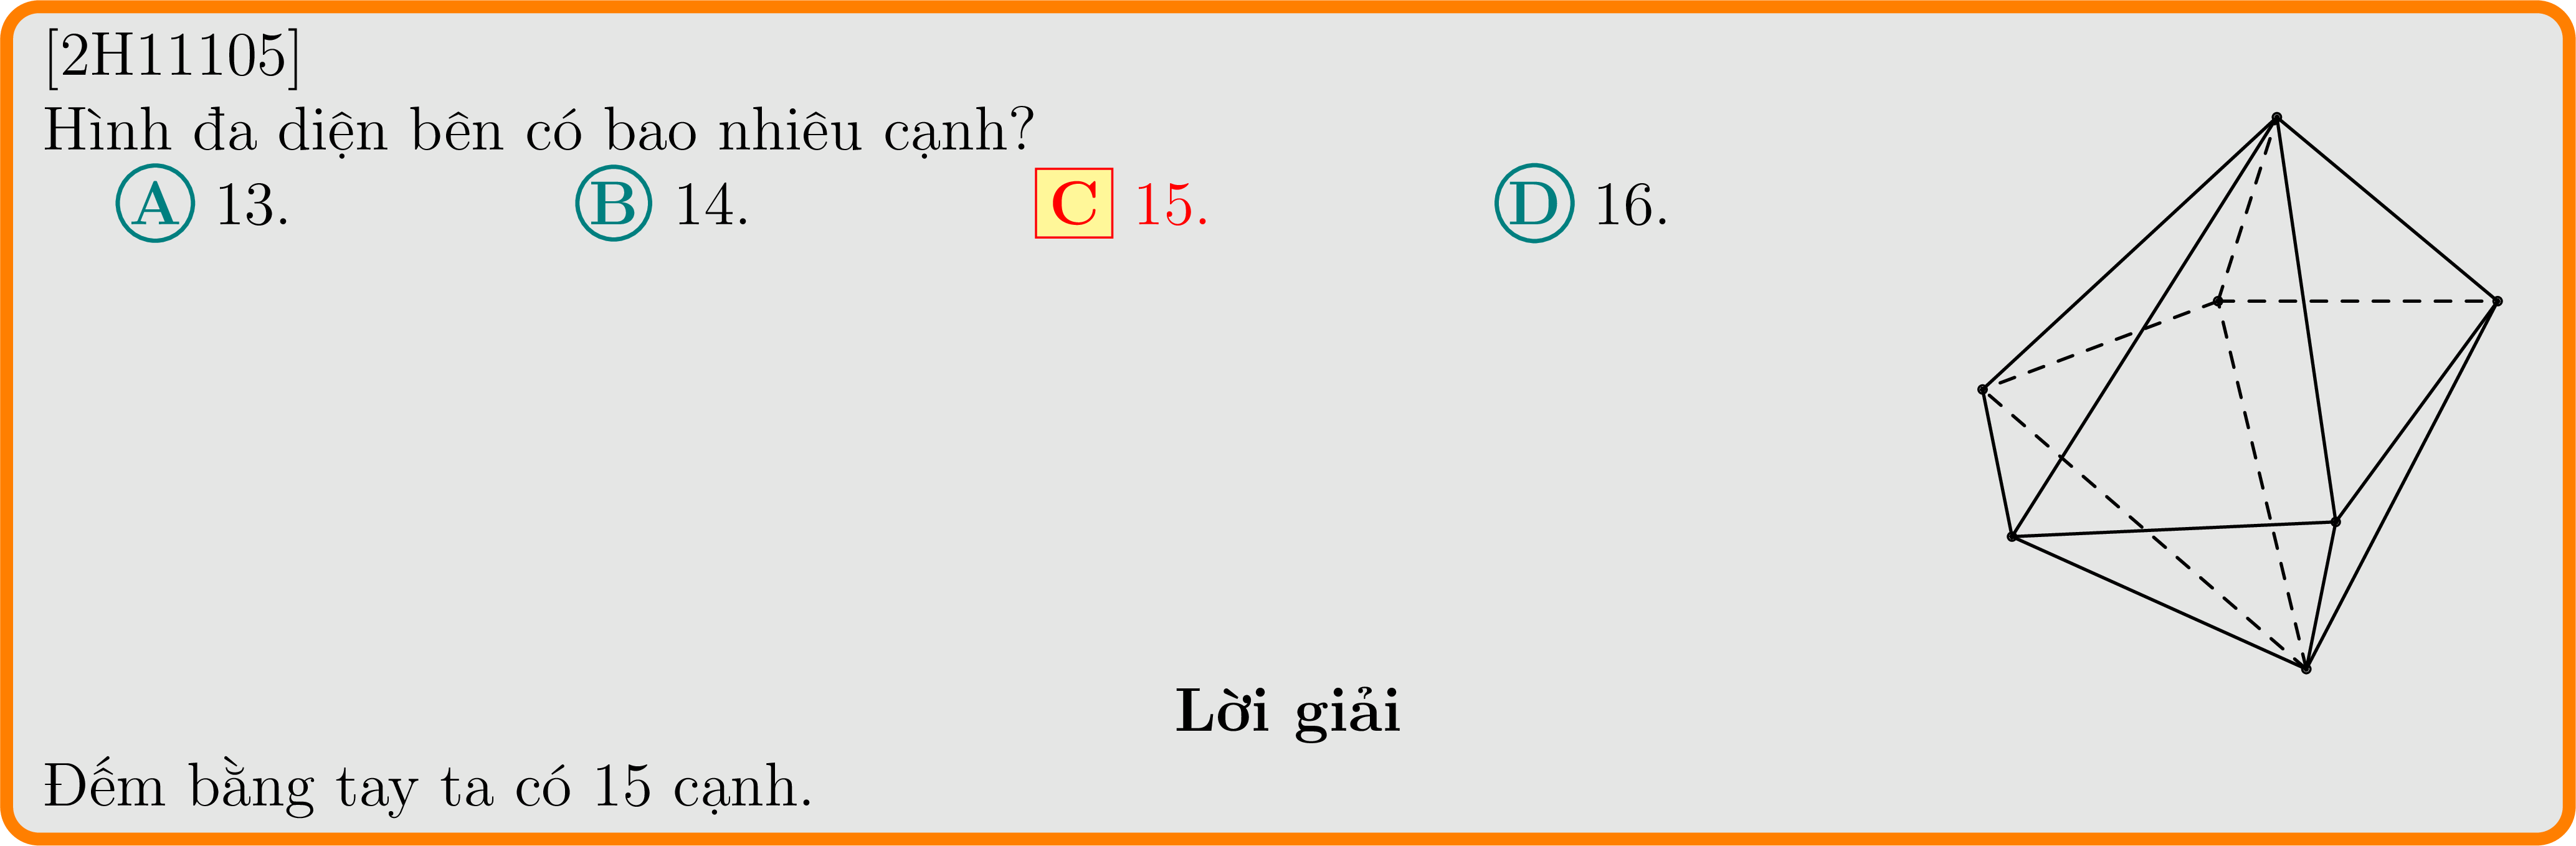 [2H11105]
Hình đa diện bên có bao nhiêu cạnh?
A 13. B 14. C 15. D 16.
Lời giải
Đếm bằng tay ta có 15 cạnh.